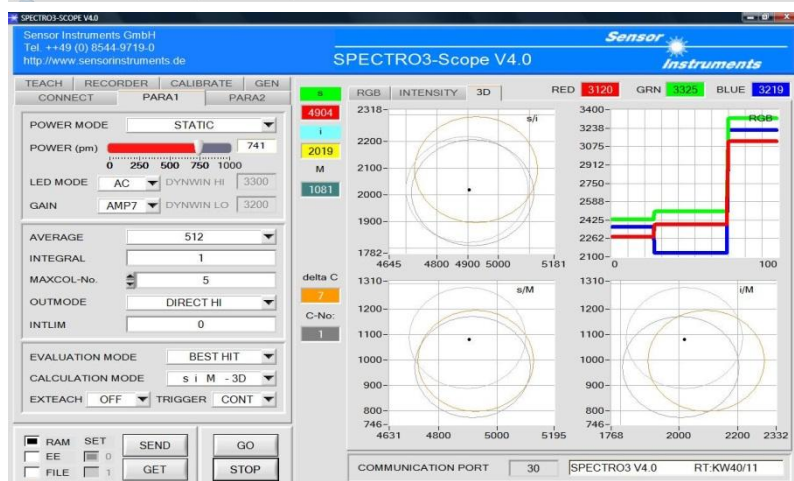 SPECTRO3-SCOPE V4.0
Sensor Instruments GmbH
Tel. ++49 (0) 8544-9719-0
http://www.sensorinstruments.de
SPECTRO3-Scope V4.0
Sensor Instruments
TEACH RECORDER CALIBRATE GEN
CONNECT PARA1 PARA2
POWER MODE STATIC
POWER (pm) 741
0 250 500 750 1000
LED MODE AC DYNWIN HI 3300
GAIN AMP7 DYNWIN LO 3200
AVERAGE 512
INTEGRAL 1
MAXCOL-No. 5
OUTMODE DIRECT HI
INTLIM 0
EVALUATION MODE BEST HIT
CALCULATION MODE s i M - 3D
EXTEACH OFF TRIGGER CONT
RAM SET
EE 0
FILE 1
SEND GO
GET STOP
s
4904
i
2019
M
1081
delta C
7
C-No:
1
RGB INTENSITY 3D
RED 3120 GRN 3325 BLUE 3219
s/i
2318
2200
2100
2000
1900
1782
4645 4800 4900 5000 5181
RGB
3400
3238
3075
2912
2750
2588
2425
2262
2100
0 100
s/M
1310
1200
1100
1000
900
800
746
4631 4800 5000 5195
i/M
1310
1200
1100
1000
900
800
746
1768 2000 2200 2332
COMMUNICATION PORT 30 SPECTRO3 V4.0 RT:KW40/11